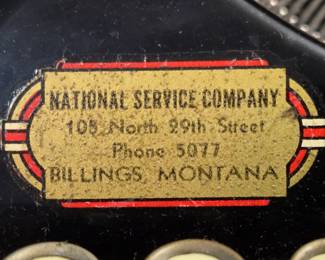 NATIONAL SERVICE COMPANY
105 North 29th Street
Phone 5077
BILLINGS, MONTANA